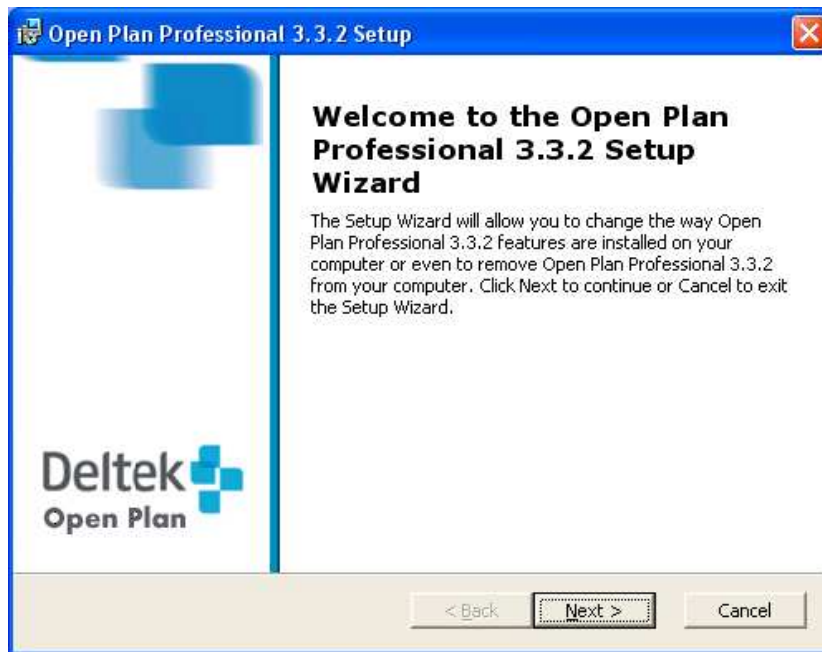 Open Plan Professional 3.3.2 Setup
Welcome to the Open Plan
Professional 3.3.2 Setup
Wizard
The Setup Wizard will allow you to change the way Open
Plan Professional 3.3.2 features are installed on your
computer or even to remove Open Plan Professional 3.3.2
from your computer. Click Next to continue or Cancel to exit
the Setup Wizard.
Deltek
Open Plan
< Back Next > Cancel